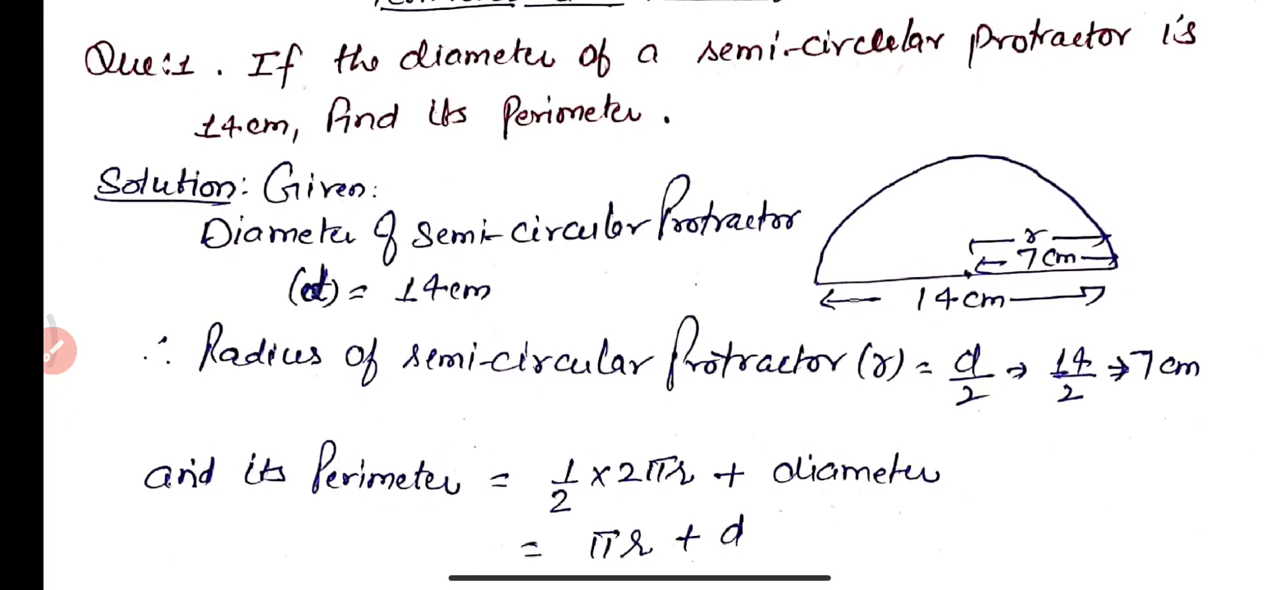 Que:1. If the diameter of a semi-circular protractor is
14cm, find its perimeter.
Solution: Given:
Diameter of semi-circular Protractor
(d) = 14cm
r
7cm
14cm
∴ Radius of semi-circular Protractor (r) = d/2 → 14/2 → 7cm
and its Perimeter = 1/2 × 2πr + diameter
= πr + d